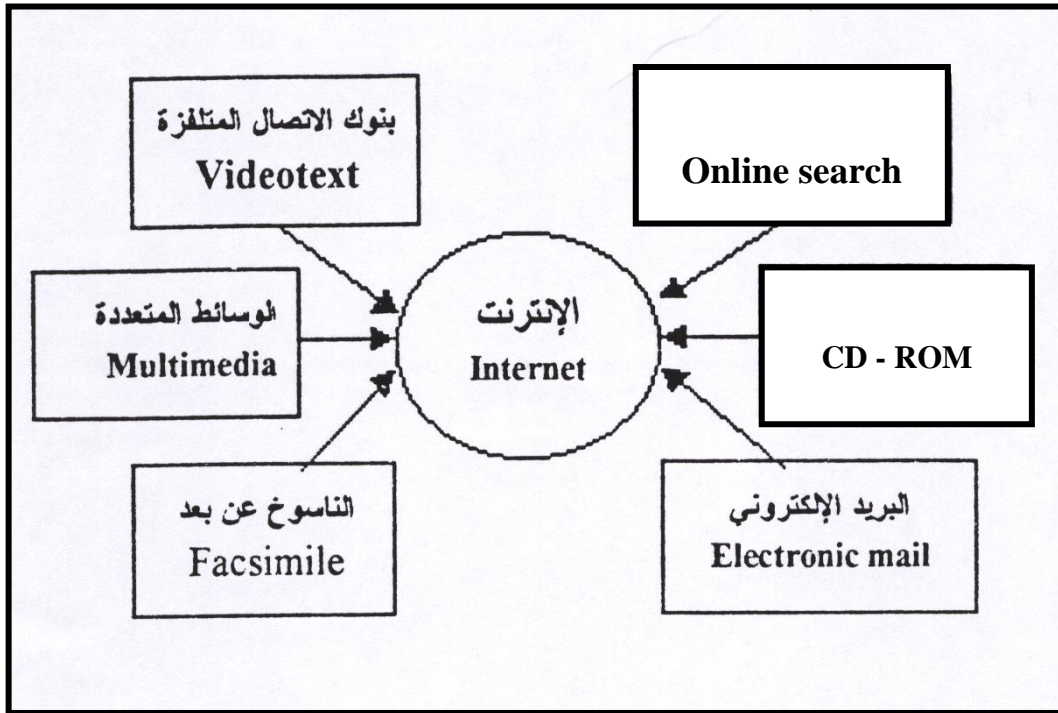 بنوك الاتصال المتلفزة
Videotext
Online search
الوسائط المتعددة
Multimedia
الإنترنت
Internet
CD - ROM
الناسوخ عن بعد
Facsimile
البريد الإلكتروني
Electronic mail